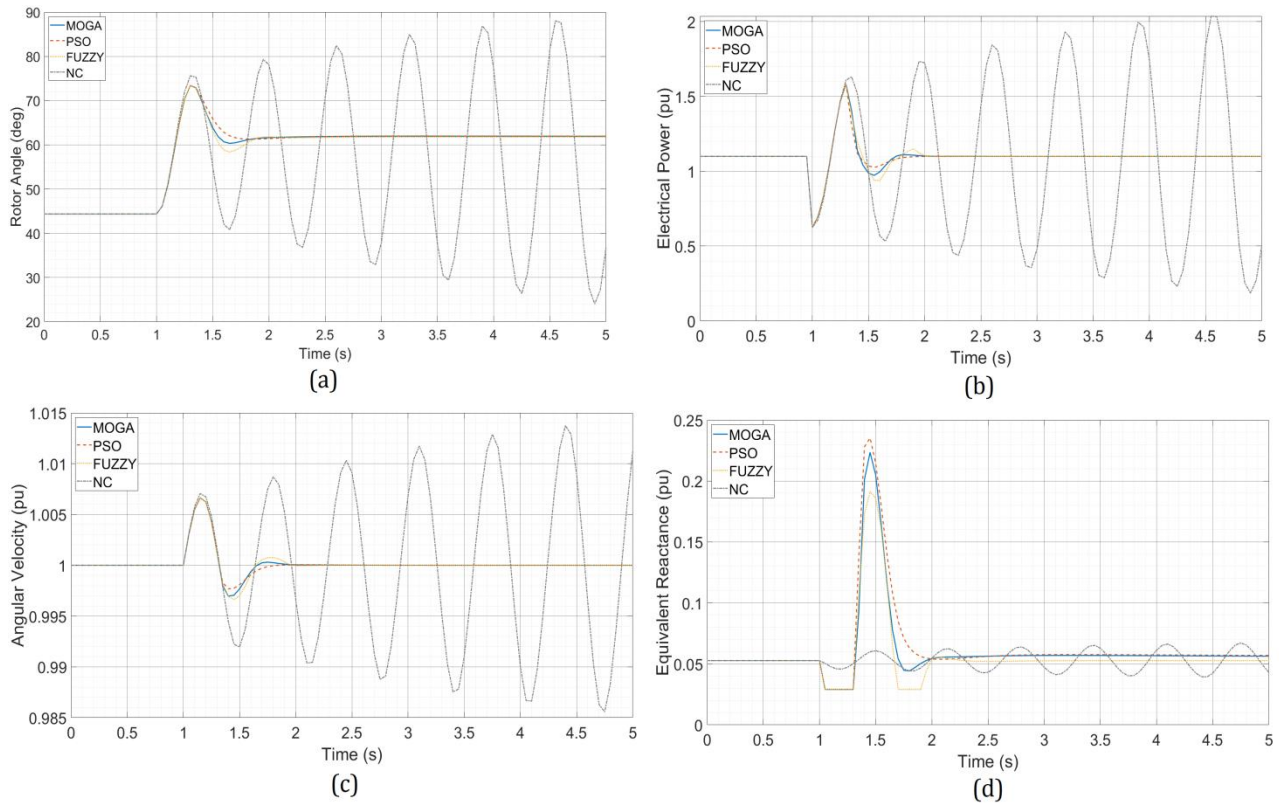 90
80
70
60
50
40
30
20
Rotor Angle (deg)
MOGA
PSO
FUZZY
NC
0 0.5 1 1.5 2 2.5 3 3.5 4 4.5 5
Time (s)
(a)
2
1.5
1
0.5
0
Electrical Power (pu)
MOGA
PSO
FUZZY
NC
0 0.5 1 1.5 2 2.5 3 3.5 4 4.5 5
Time (s)
(b)
1.015
1.01
1.005
1
0.995
0.99
0.985
Angular Velocity (pu)
MOGA
PSO
FUZZY
NC
0 0.5 1 1.5 2 2.5 3 3.5 4 4.5 5
Time (s)
(c)
0.25
0.2
0.15
0.1
0.05
0
Equivalent Reactance (pu)
MOGA
PSO
FUZZY
NC
0 0.5 1 1.5 2 2.5 3 3.5 4 4.5 5
Time (s)
(d)